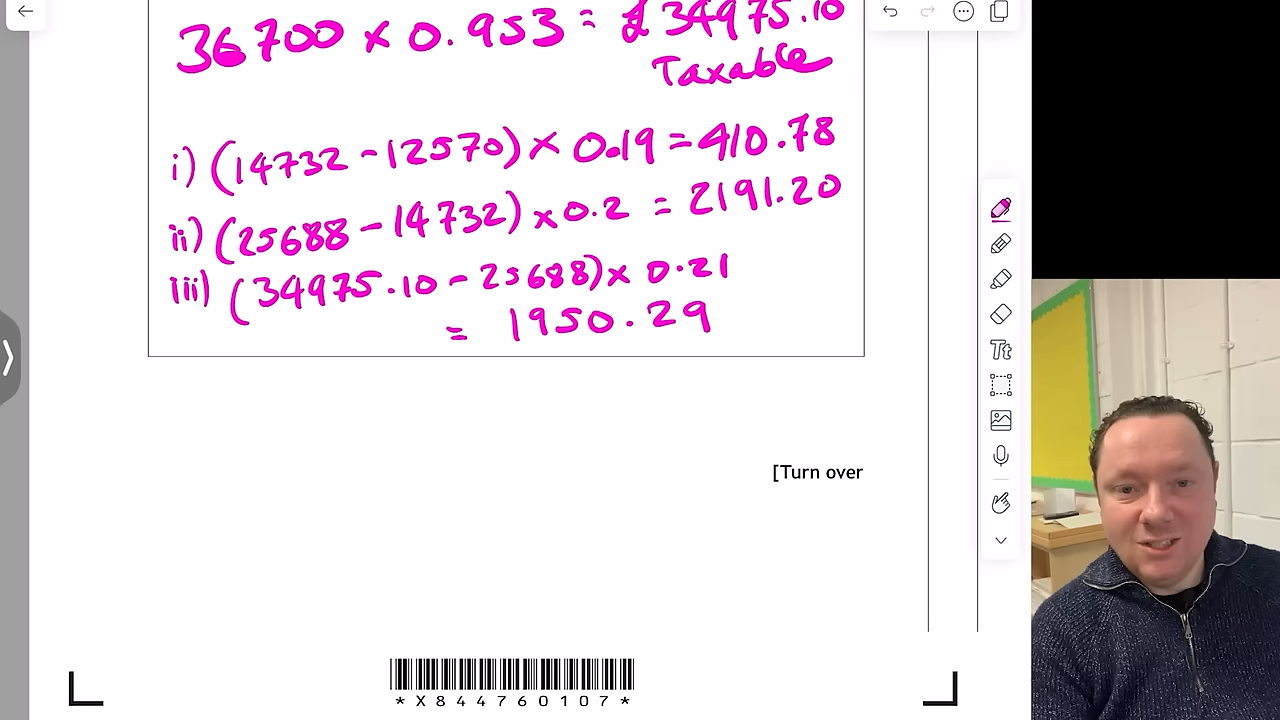 36700 × 0.953 = £34975.10
Taxable
i) (14732 - 12570) × 0.19 = 410.78
ii) (25688 - 14732) × 0.2 = 2191.20
iii) (34975.10 - 25688) × 0.21
= 1950.29
Tt
[Turn over
*X844760107*